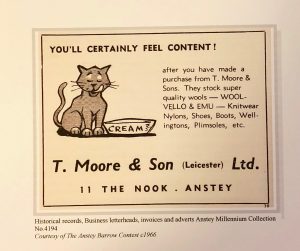 YOU'LL CERTAINLY FEEL CONTENT!
after you have made a
purchase from T. Moore &
Sons. They stock super
quality wools — WOOL-
VELLO & EMU — Knitwear
Nylons, Shoes, Boots, Well-
ingtons, Plimsoles, etc.
CREAM
T. Moore & Son (Leicester) Ltd.
11 THE NOOK . ANSTEY
Historical records, Business letterheads, invoices and adverts Anstey Millennium Collection
No.4194
Courtesy of The Anstey Barrow Contest c1966